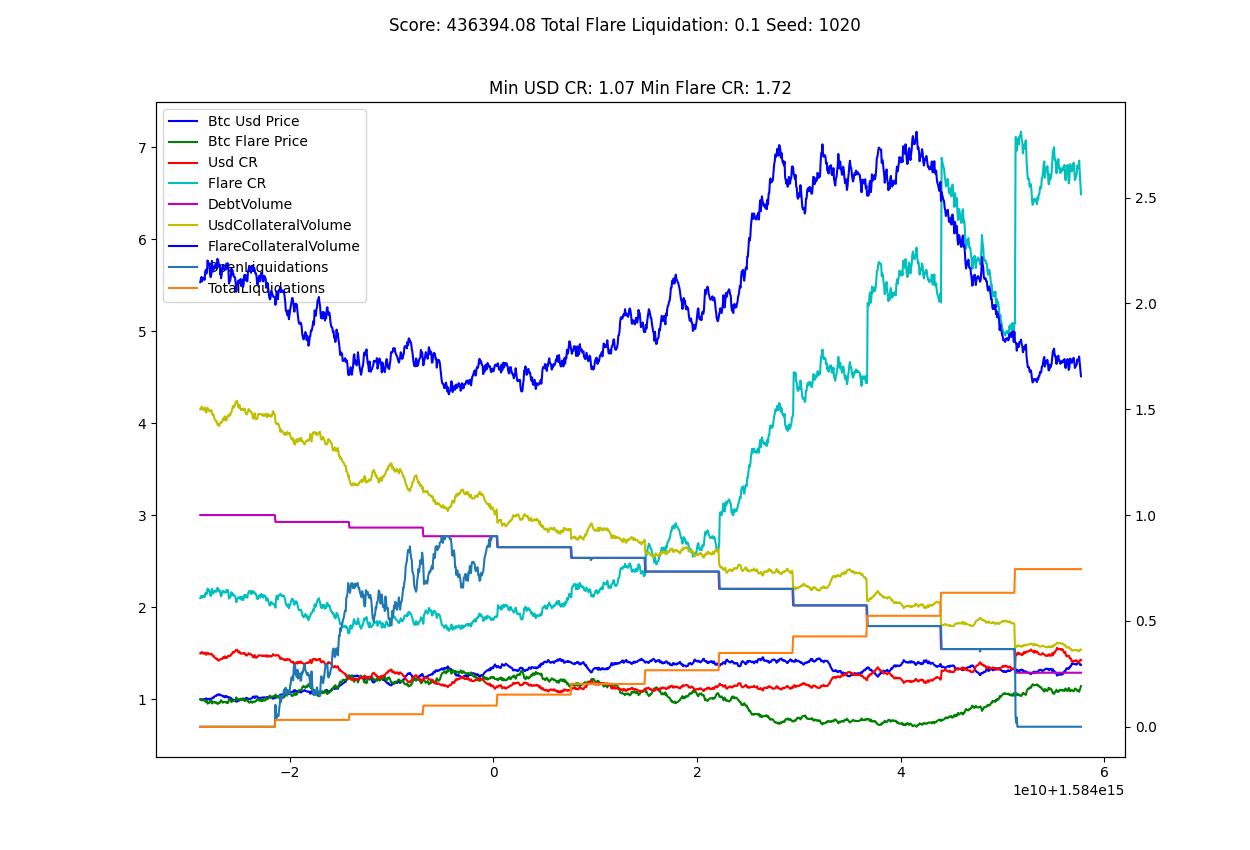 Score: 436394.08 Total Flare Liquidation: 0.1 Seed: 1020
Min USD CR: 1.07 Min Flare CR: 1.72
Btc Usd Price
Btc Flare Price
Usd CR
Flare CR
DebtVolume
UsdCollateralVolume
FlareCollateralVolume
OpenLiquidations
TotalLiquidations
7
6
5
4
3
2
1
2.5
2.0
1.5
1.0
0.5
0.0
−2 0 2 4 6
1e10+1.584e15